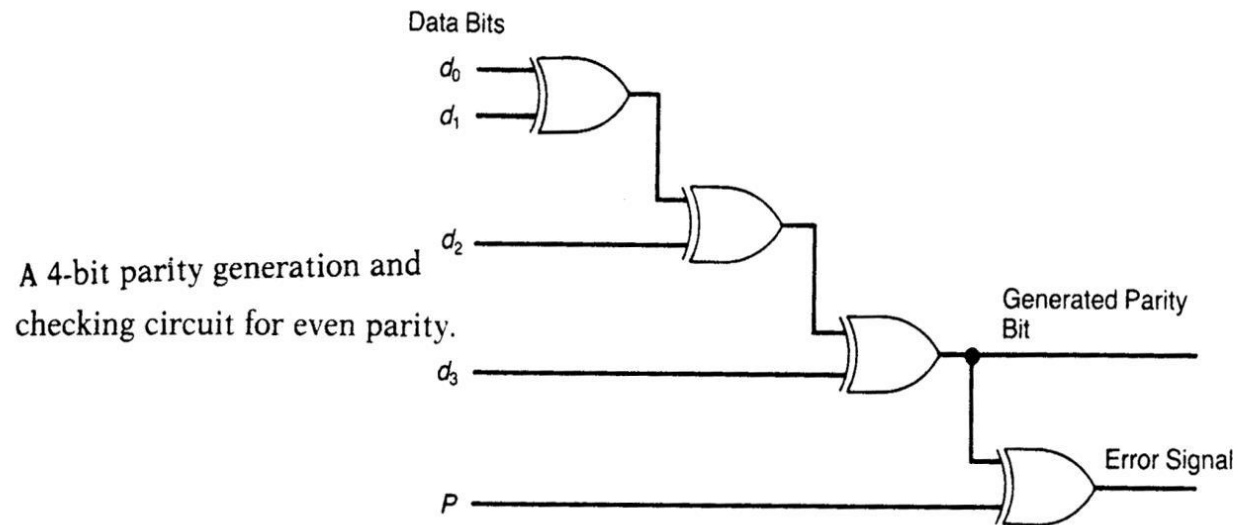 Data Bits
d₀
d₁
d₂
A 4-bit parity generation and
checking circuit for even parity.
Generated Parity
Bit
d₃
Error Signal
P